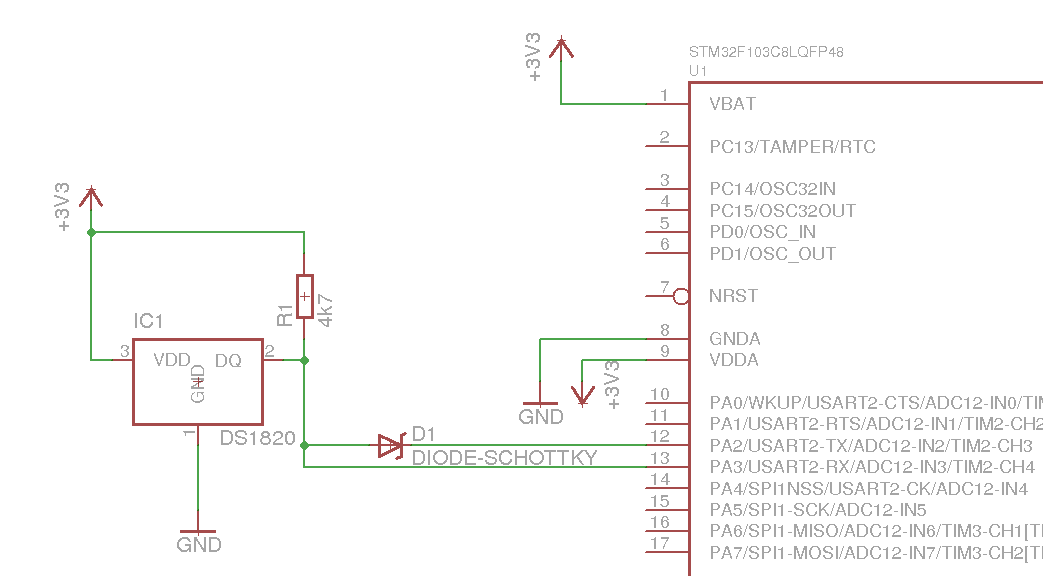 +3V3
STM32F103C8LQFP48
U1
1 VBAT
2 PC13/TAMPER/RTC
3 PC14/OSC32IN
4 PC15/OSC32OUT
5 PD0/OSC_IN
6 PD1/OSC_OUT
7 NRST
8 GNDA
9 VDDA
10 PA0/WKUP/USART2-CTS/ADC12-IN0/TI
11 PA1/USART2-RTS/ADC12-IN1/TIM2-CH2
12 PA2/USART2-TX/ADC12-IN2/TIM2-CH3
13 PA3/USART2-RX/ADC12-IN3/TIM2-CH4
14 PA4/SPI1NSS/USART2-CK/ADC12-IN4
15 PA5/SPI1-SCK/ADC12-IN5
16 PA6/SPI1-MISO/ADC12-IN6/TIM3-CH1[T
17 PA7/SPI1-MOSI/ADC12-IN7/TIM3-CH2[T
+3V3
GND
+3V3
R1
4k7
IC1
3 VDD DQ 2
GND
1
DS1820
GND
D1
DIODE-SCHOTTKY